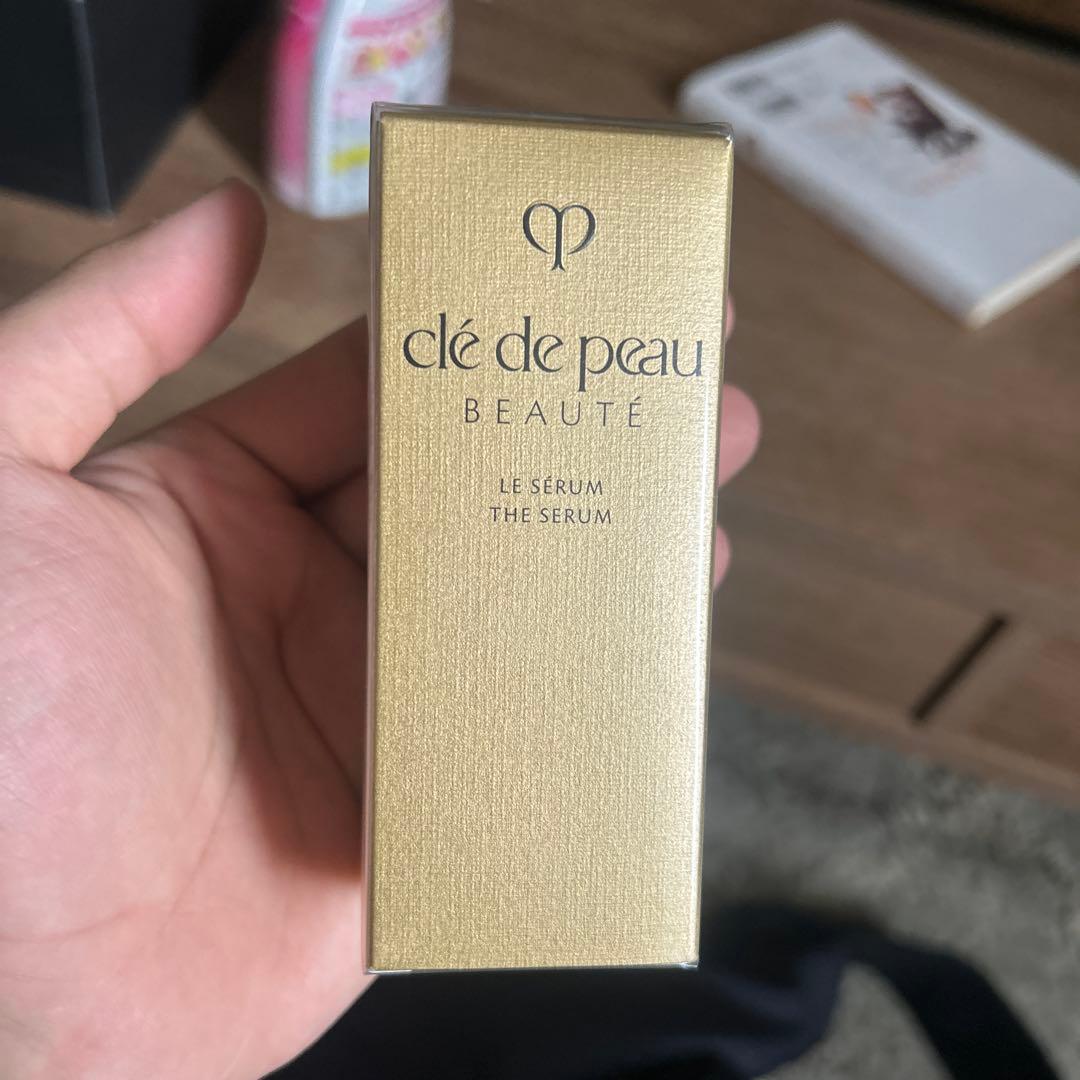 clé de peau
BEAUTÉ
LE SÉRUM
THE SERUM